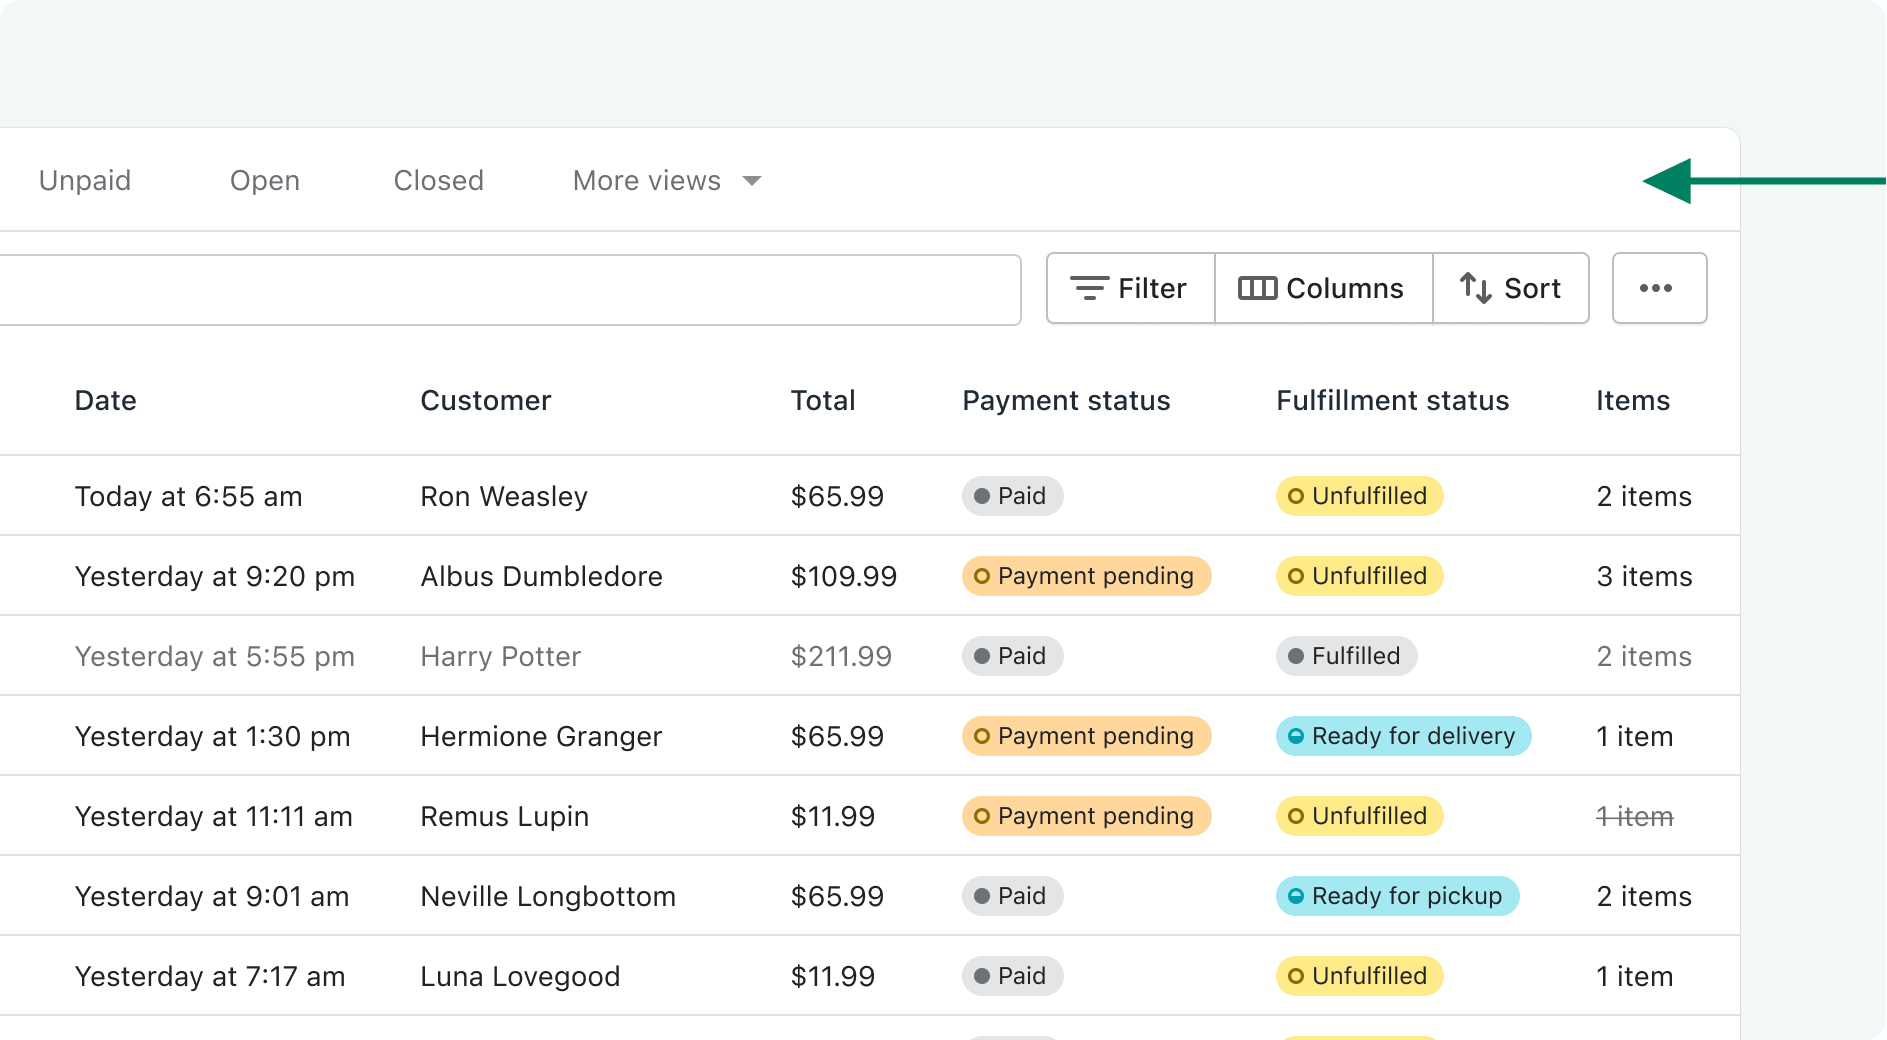 Unpaid Open Closed More views
Filter Columns Sort
Date Customer Total Payment status Fulfillment status Items
Today at 6:55 am Ron Weasley $65.99 Paid Unfulfilled 2 items
Yesterday at 9:20 pm Albus Dumbledore $109.99 Payment pending Unfulfilled 3 items
Yesterday at 5:55 pm Harry Potter $211.99 Paid Fulfilled 2 items
Yesterday at 1:30 pm Hermione Granger $65.99 Payment pending Ready for delivery 1 item
Yesterday at 11:11 am Remus Lupin $11.99 Payment pending Unfulfilled 1 item
Yesterday at 9:01 am Neville Longbottom $65.99 Paid Ready for pickup 2 items
Yesterday at 7:17 am Luna Lovegood $11.99 Paid Unfulfilled 1 item